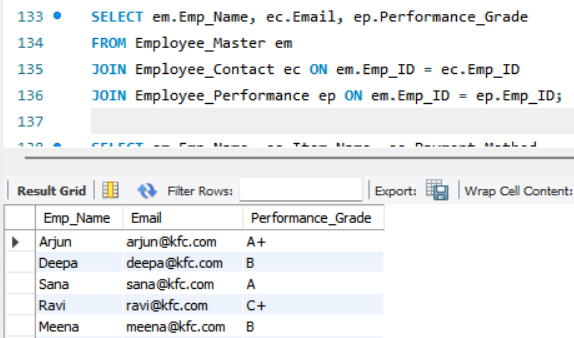 133 SELECT em.Emp_Name, ec.Email, ep.Performance_Grade
134 FROM Employee_Master em
135 JOIN Employee_Contact ec ON em.Emp_ID = ec.Emp_ID
136 JOIN Employee_Performance ep ON em.Emp_ID = ep.Emp_ID;
137
Result Grid Filter Rows: Export: Wrap Cell Content:
Emp_Name Email Performance_Grade
Arjun arjun@kfc.com A+
Deepa deepa@kfc.com B
Sana sana@kfc.com A
Ravi ravi@kfc.com C+
Meena meena@kfc.com B